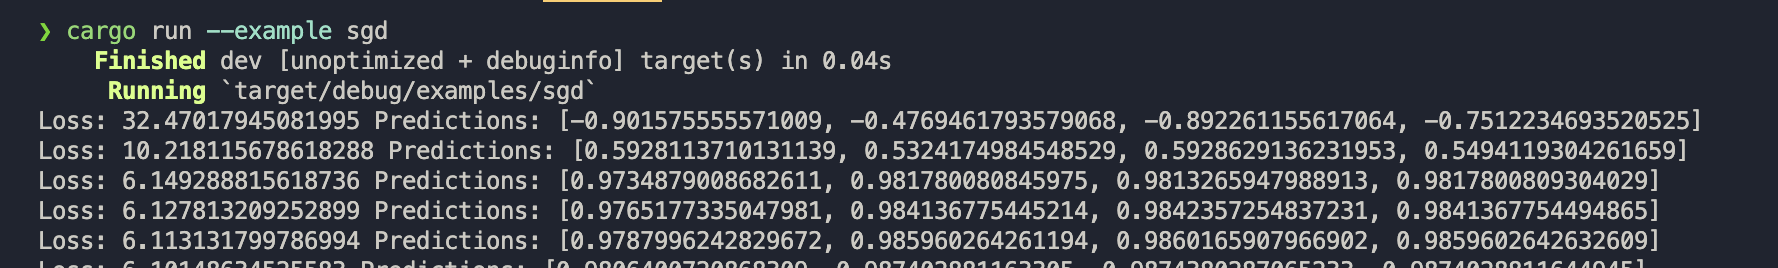 ❯ cargo run --example sgd
Finished dev [unoptimized + debuginfo] target(s) in 0.04s
Running `target/debug/examples/sgd`
Loss: 32.47017945081995 Predictions: [-0.901575555571009, -0.4769461793579068, -0.892261155617064, -0.7512234693520525]
Loss: 10.218115678618288 Predictions: [0.5928113710131139, 0.5324174984548529, 0.5928629136231953, 0.5494119304261659]
Loss: 6.149288815618736 Predictions: [0.9734879008682611, 0.981780080845975, 0.9813265947988913, 0.9817800809304029]
Loss: 6.127813209252899 Predictions: [0.9765177335047981, 0.984136775445214, 0.9842357254837231, 0.9841367754494865]
Loss: 6.113131799786994 Predictions: [0.9787996242829672, 0.985960264261194, 0.9860165907966902, 0.9859602642632609]
Loss: Predictions: